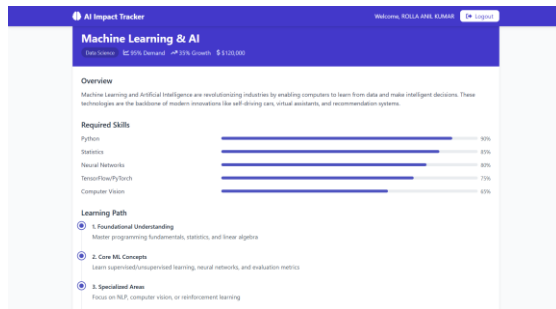 AI Impact Tracker
Welcome, ROLLA ANIL KUMAR
Logout
Machine Learning & AI
Data Science 95% Demand 35% Growth $ $120,000
Overview
Machine Learning and Artificial Intelligence are revolutionizing industries by enabling computers to learn from data and make intelligent decisions. These
technologies are the backbone of modern innovations like self-driving cars, virtual assistants, and recommendation systems.
Required Skills
Python 90%
Statistics 85%
Neural Networks 80%
TensorFlow/PyTorch 75%
Computer Vision 65%
Learning Path
1. Foundational Understanding
Master programming fundamentals, statistics, and linear algebra
2. Core ML Concepts
Learn supervised/unsupervised learning, neural networks, and evaluation metrics
3. Specialized Areas
Focus on NLP, computer vision, or reinforcement learning